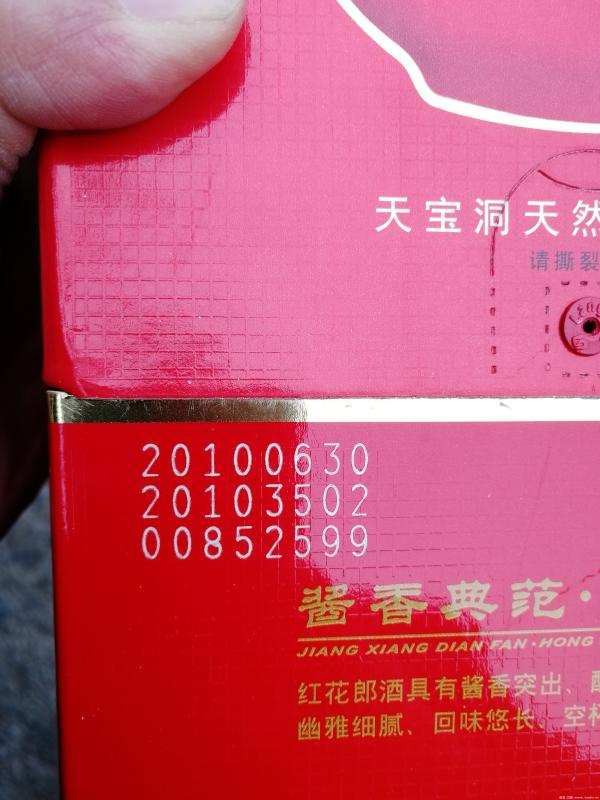 天宝洞天然
请撕裂
20100630
20103502
00852599
酱香典范·
JIANG XIANG DIAN FAN·HONG
红花郎酒具有酱香突出、
幽雅细腻、回味悠长、空杯